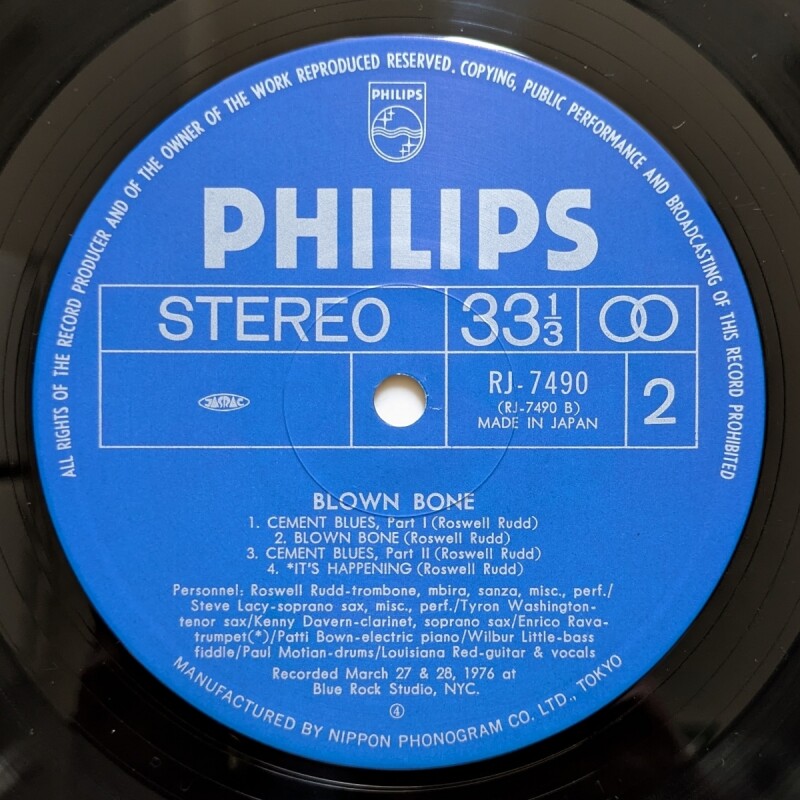 ALL RIGHTS OF THE RECORD PRODUCER AND OF THE OWNER OF THE WORK REPRODUCED RESERVED. COPYING, PUBLIC PERFORMANCE AND BROADCASTING OF THIS RECORD PROHIBITED
PHILIPS
PHILIPS
STEREO
33 1/3
JASRAC
RJ-7490
(RJ-7490 B)
MADE IN JAPAN
2
BLOWN BONE
1. CEMENT BLUES, Part I (Roswell Rudd)
2. BLOWN BONE (Roswell Rudd)
3. CEMENT BLUES, Part II (Roswell Rudd)
4. *IT'S HAPPENING (Roswell Rudd)
Personnel: Roswell Rudd-trombone, mbira, sanza, misc., perf./
Steve Lacy-soprano sax, misc., perf./Tyron Washington-
tenor sax/Kenny Davern-clarinet, soprano sax/Enrico Rava-
trumpet(*)/Patti Bown-electric piano/Wilbur Little-bass
fiddle/Paul Motian-drums/Louisiana Red-guitar & vocals
Recorded March 27 & 28, 1976 at
Blue Rock Studio, NYC.
④
MANUFACTURED BY NIPPON PHONOGRAM CO. LTD., TOKYO